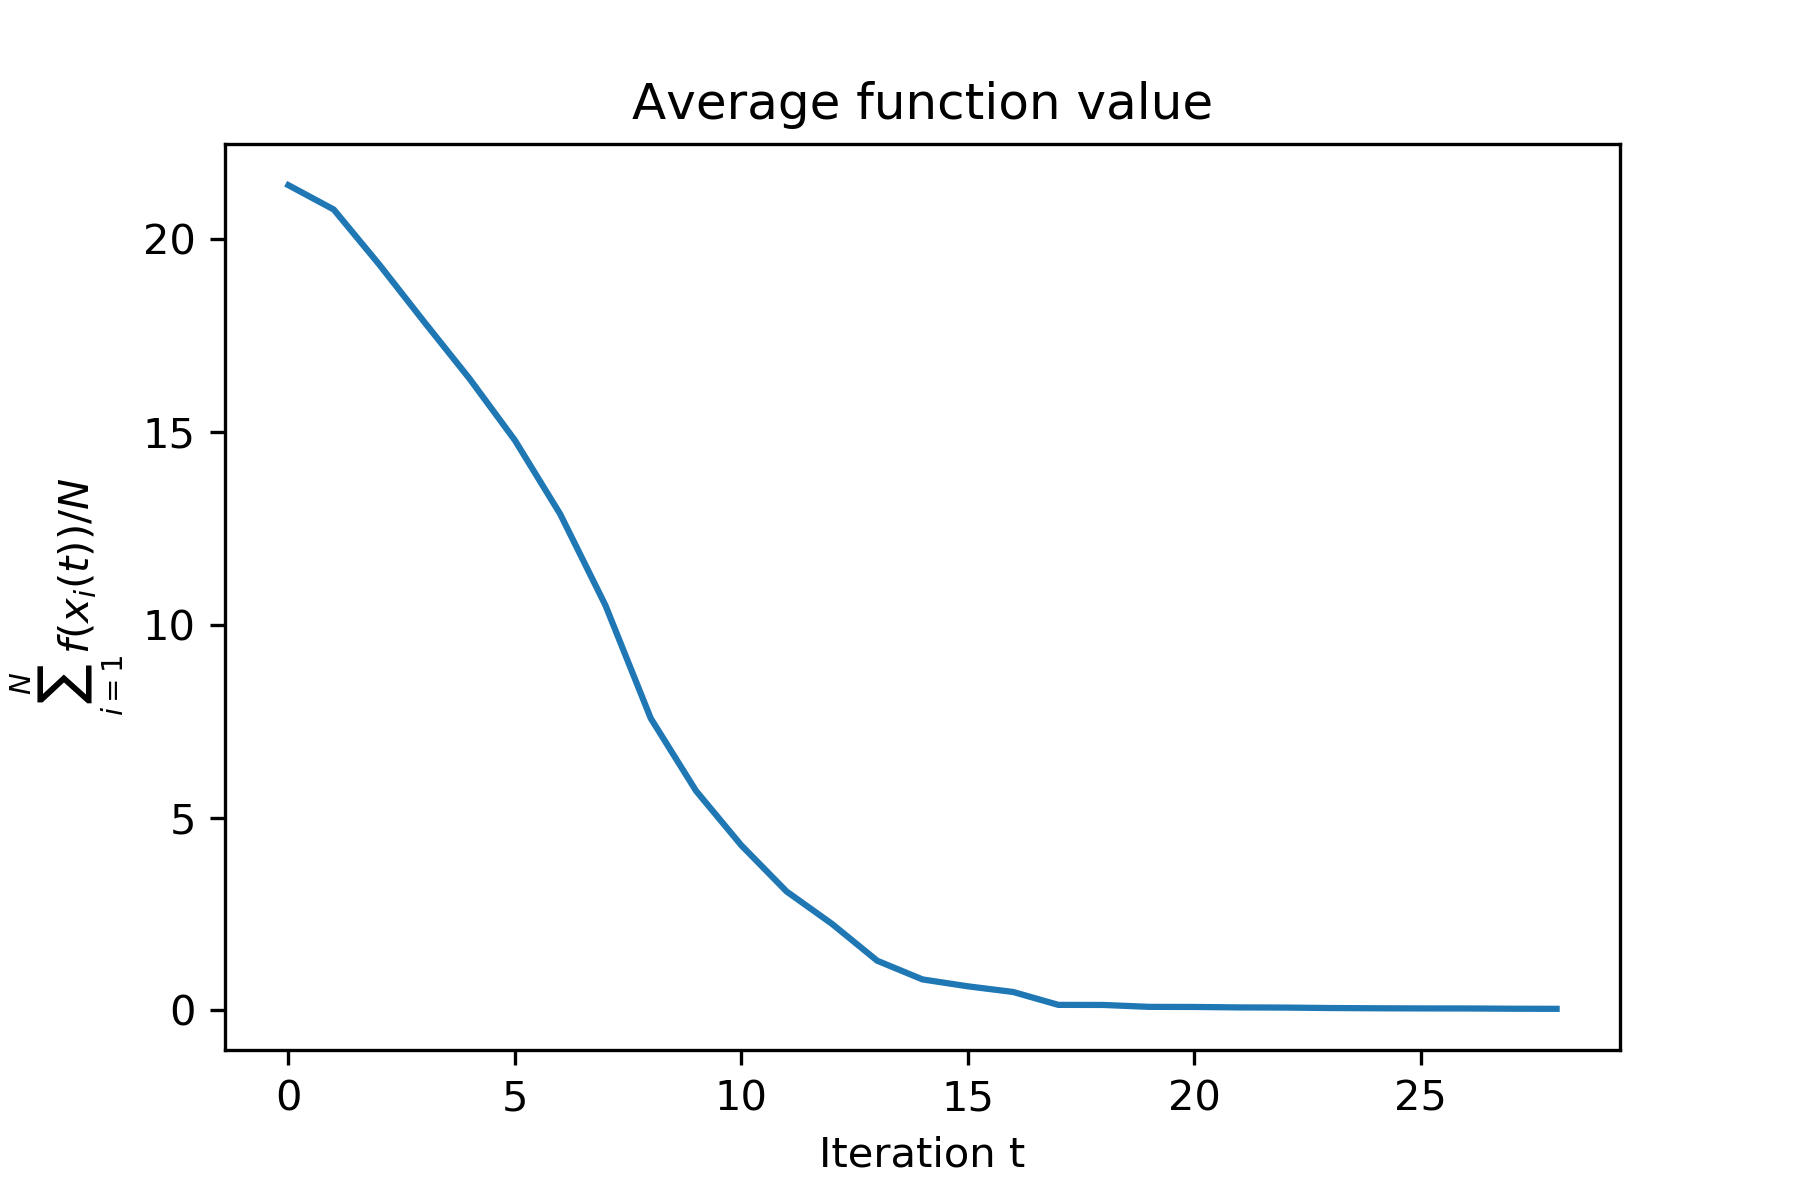 Average function value
20
15
10
5
0
∑_{i=1}^{N} f(x_i(t))/N
0 5 10 15 20 25
Iteration t